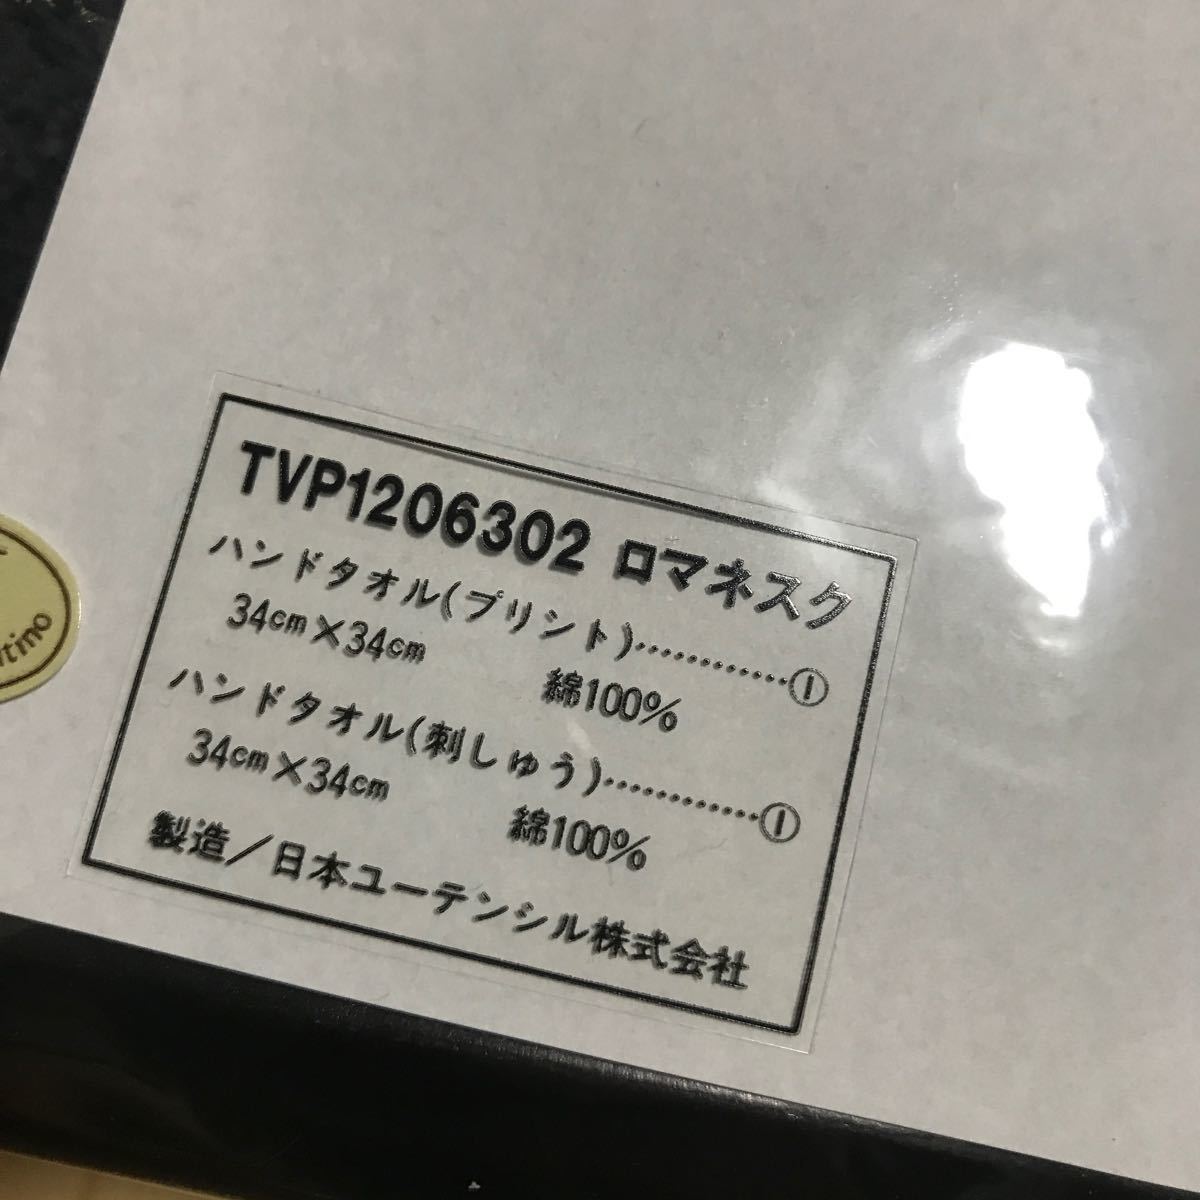 TVP1206302 ロマネスク
ハンドタオル(プリント)…………①
34cm×34cm 綿100%
ハンドタオル(刺しゅう)…………①
34cm×34cm 綿100%
製造/日本ユーテンシル株式会社